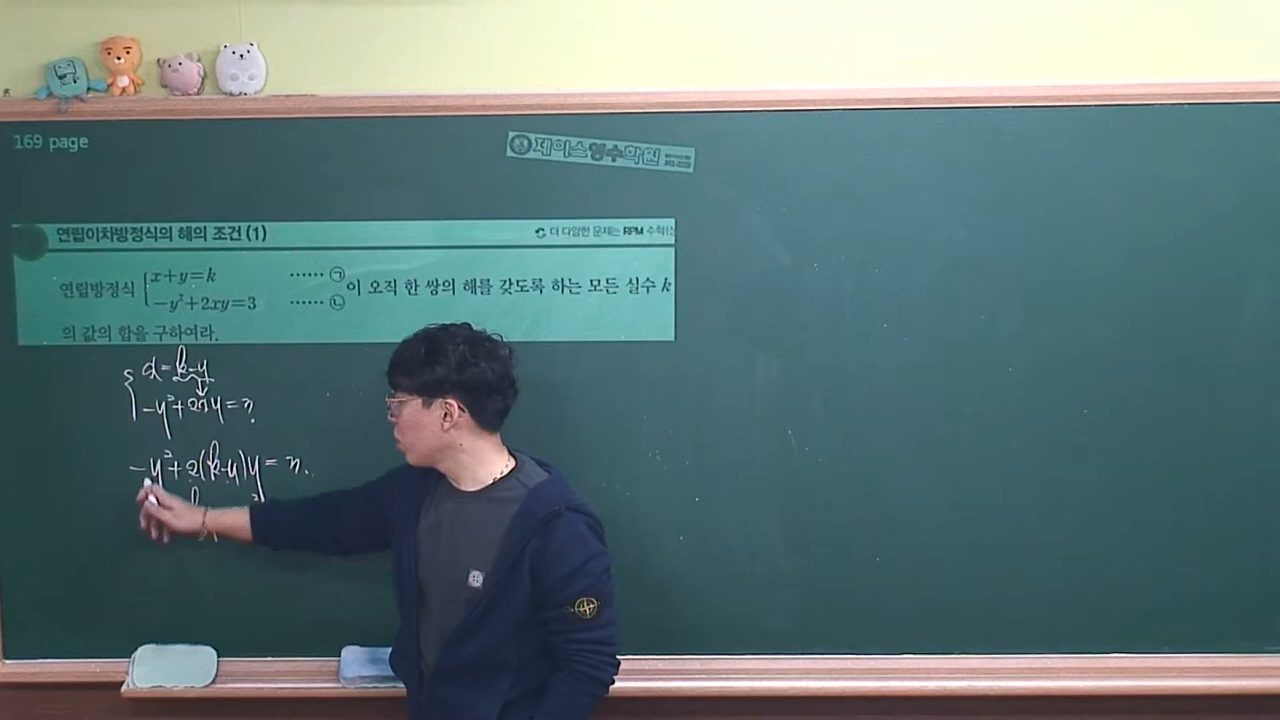 169 page
제이스영수학원
연립이차방정식의 해의 조건 (1)
더 다양한 문제는 RPM 수학(상
연립방정식 { x+y=k ······ ㉠
-y²+2xy=3 ······ ㉡ 이 오직 한 쌍의 해를 갖도록 하는 모든 실수 k
의 값의 합을 구하여라.
x=k-y
-y²+2xy=3
-y²+2(k-y)y=3.